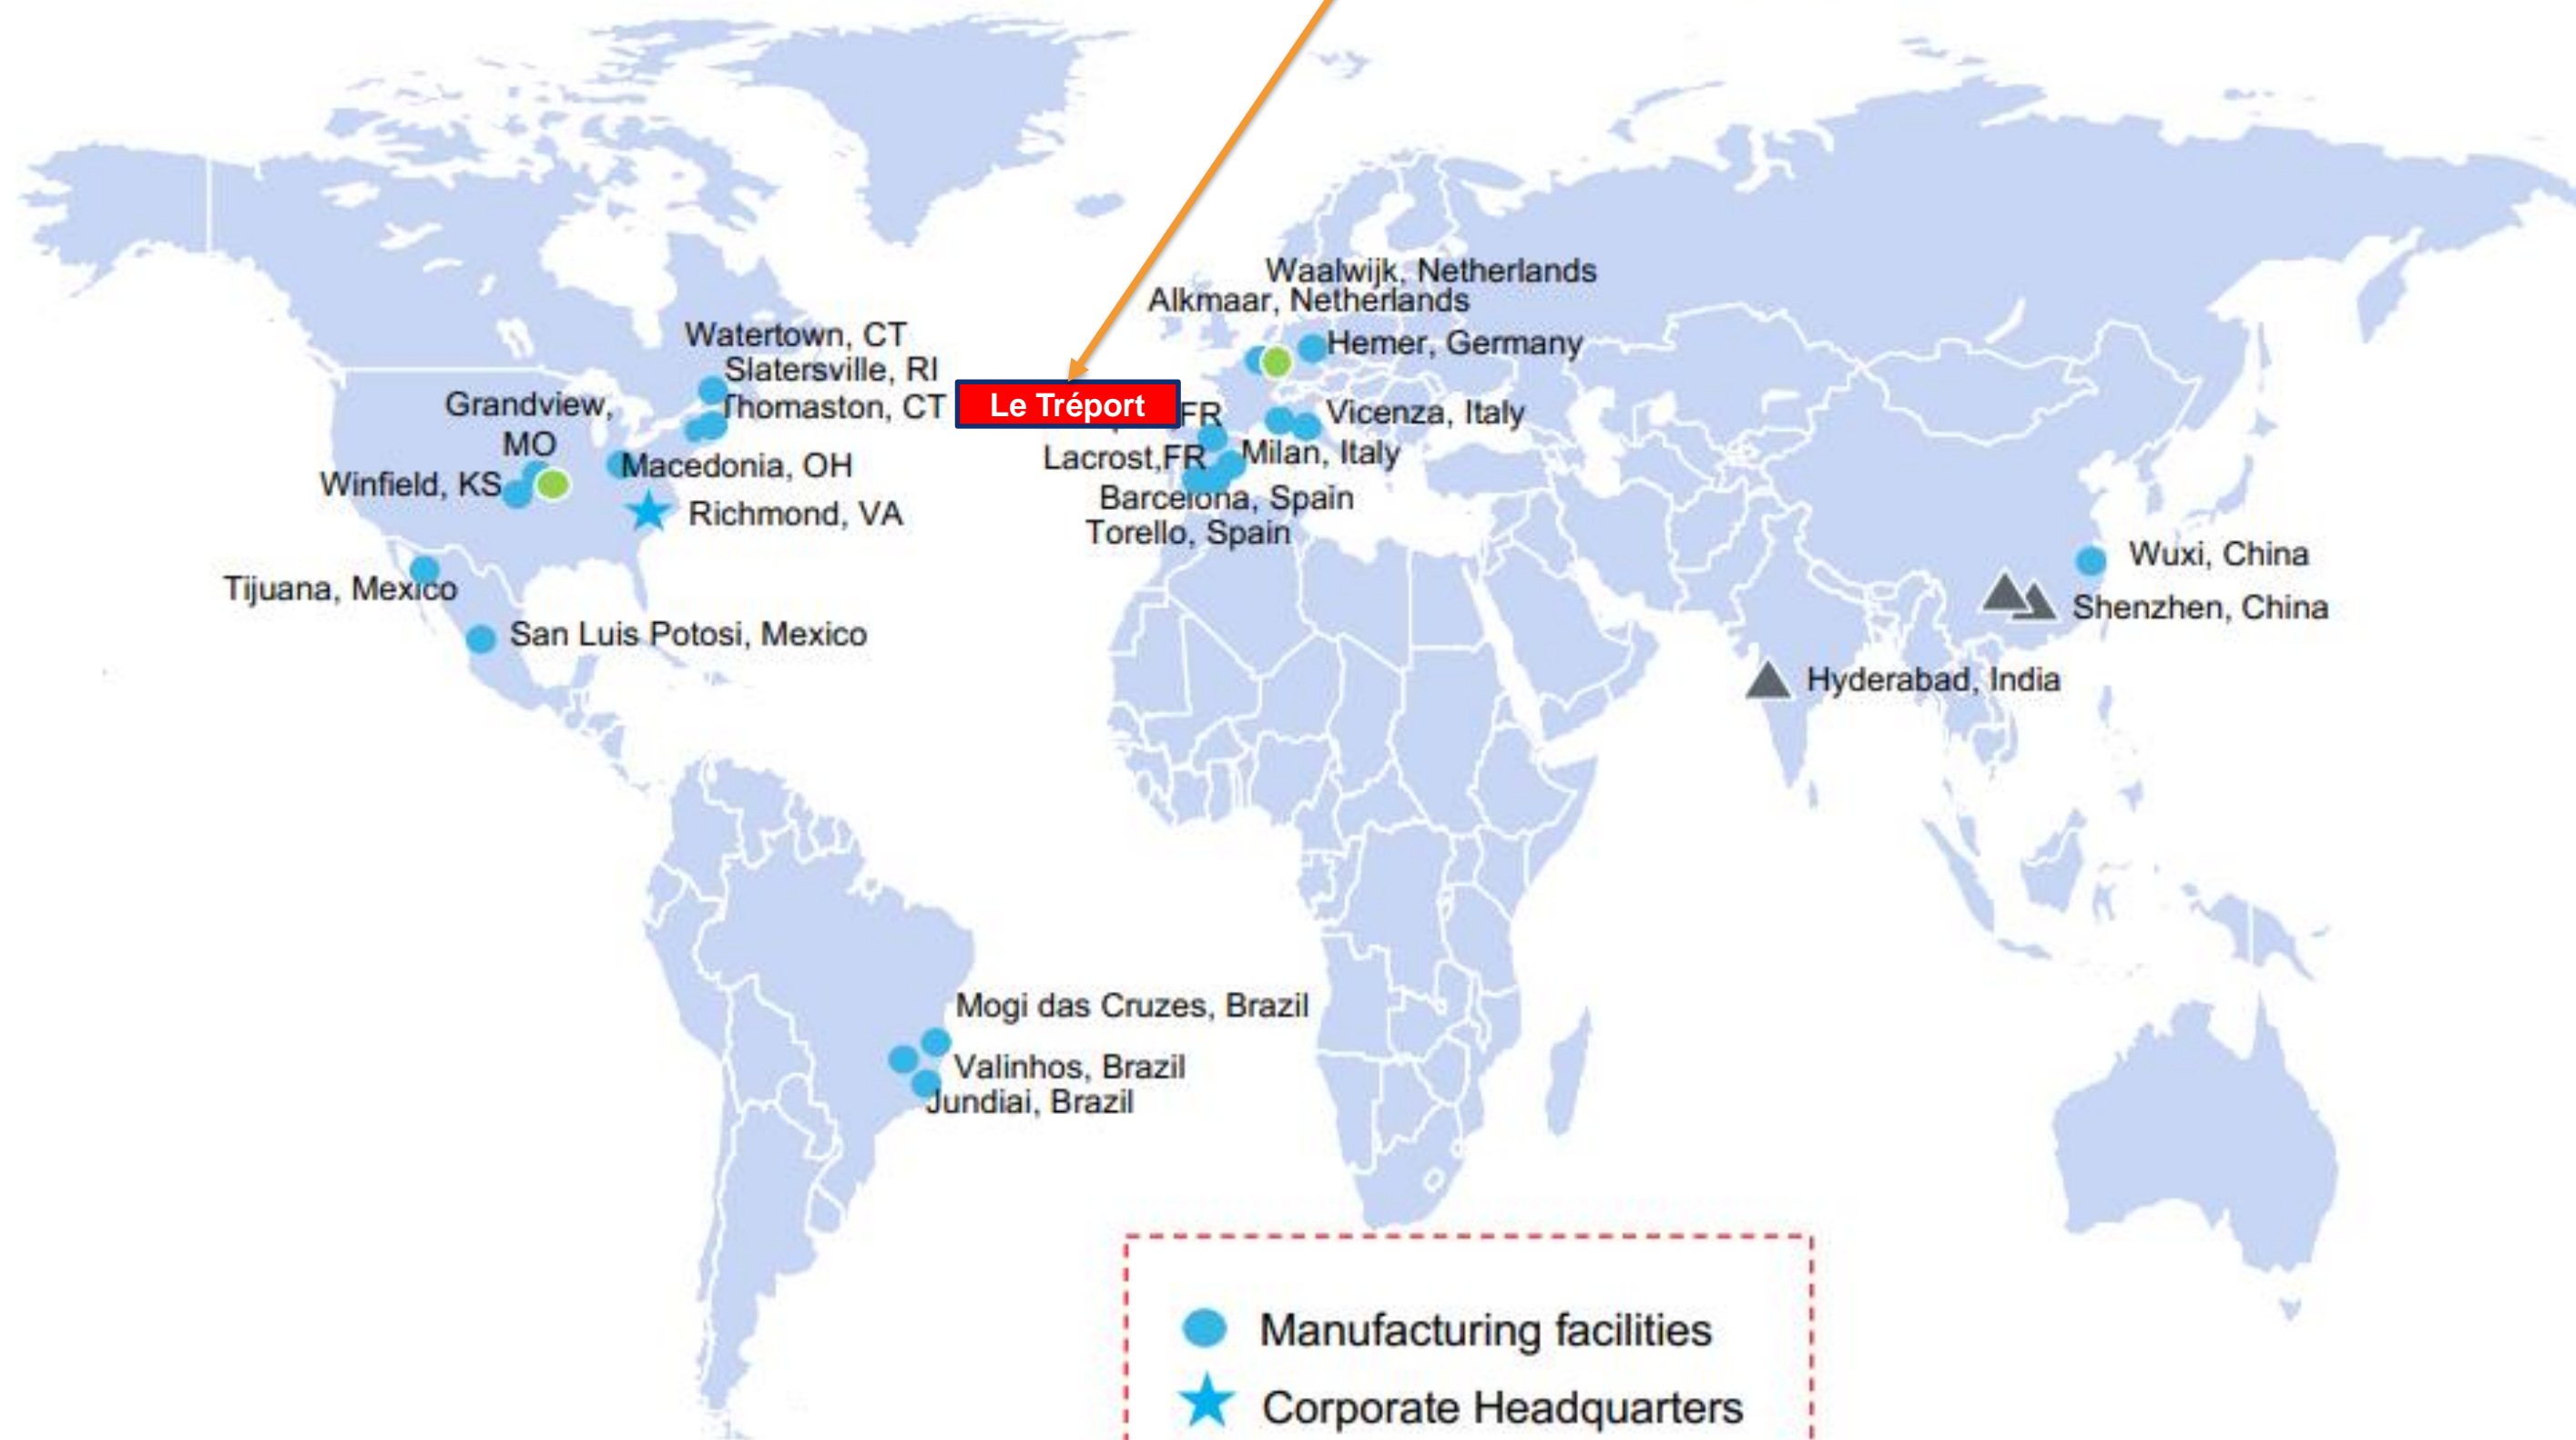 Waalwijk, Netherlands
Alkmaar, Netherlands
Watertown, CT
Hemer, Germany
Slatersville, RI
Grandview,
MO
Thomaston, CT
Le Tréport
FR
Vicenza, Italy
Lacrost,FR
Milan, Italy
Macedonia, OH
Winfield, KS
Barcelona, Spain
Richmond, VA
Torello, Spain
Wuxi, China
Tijuana, Mexico
Shenzhen, China
San Luis Potosi, Mexico
Hyderabad, India
Mogi das Cruzes, Brazil
Valinhos, Brazil
Jundiai, Brazil
Manufacturing facilities
Corporate Headquarters